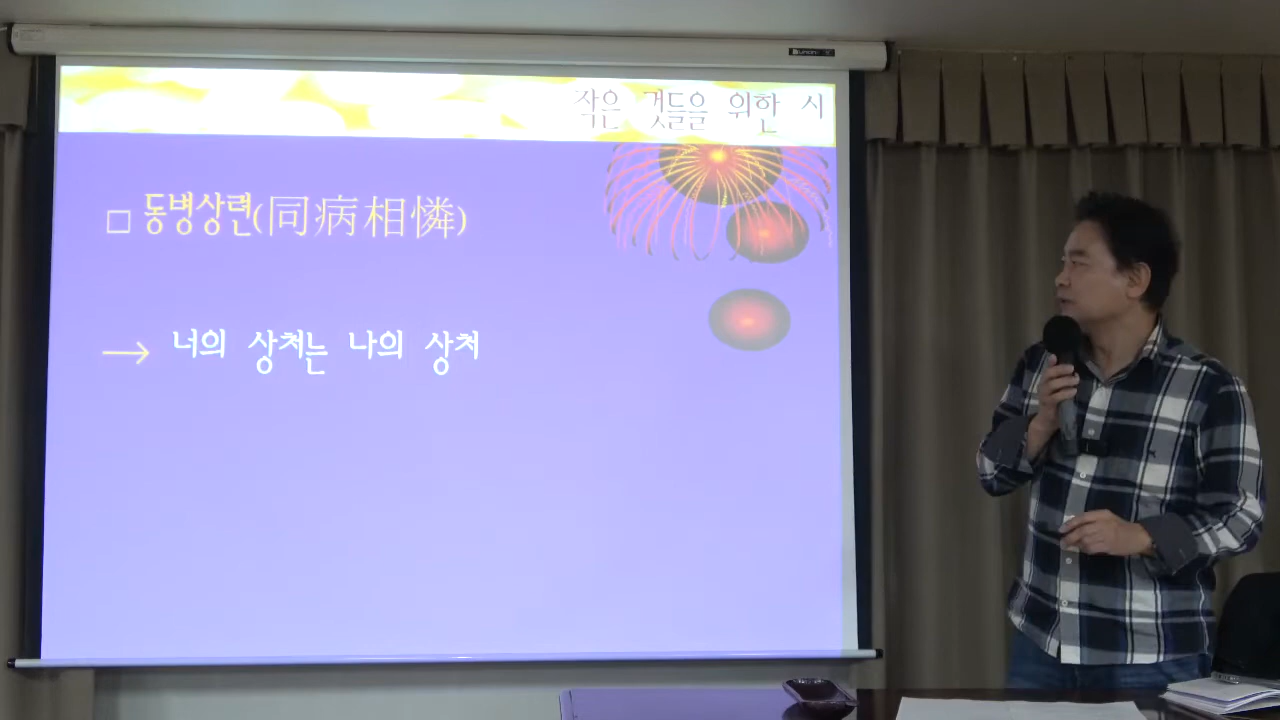 작은 것들을 위한 시
□ 동병상련(同病相憐)
→ 너의 상처는 나의 상처